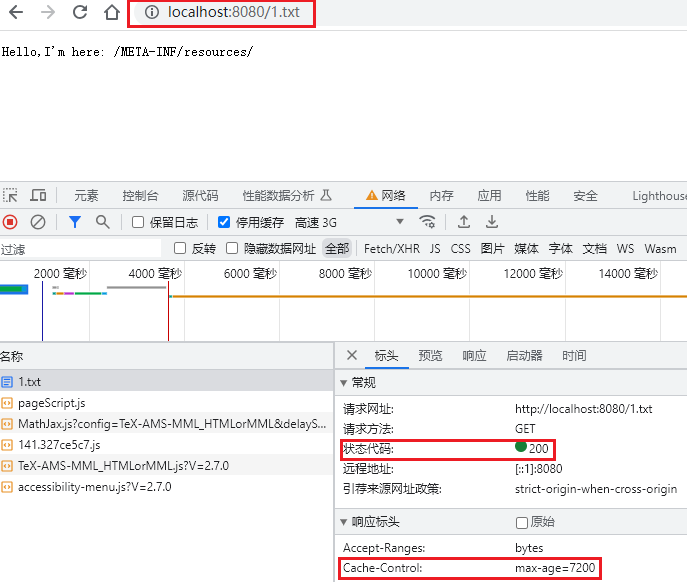 localhost:8080/1.txt
Hello,I'm here: /META-INF/resources/
元素 控制台 源代码 性能数据分析 网络 内存 应用 性能 安全 Lighthouse
保留日志 停用缓存 高速 3G
过滤 反转 隐藏数据网址 全部 Fetch/XHR JS CSS 图片 媒体 字体 文档 WS Wasm
2000 毫秒 4000 毫秒 6000 毫秒 8000 毫秒 10000 毫秒 12000 毫秒 14000 毫秒
名称
1.txt
pageScript.js
MathJax.js?config=TeX-AMS-MML_HTMLorMML&delayS...
141.327ce5c7.js
TeX-AMS-MML_HTMLorMML.js?V=2.7.0
accessibility-menu.js?V=2.7.0
标头 预览 响应 启动器 时间
常规
请求网址: http://localhost:8080/1.txt
请求方法: GET
状态代码: 200
远程地址: [::1]:8080
引荐来源网址政策: strict-origin-when-cross-origin
响应标头 原始
Accept-Ranges: bytes
Cache-Control: max-age=7200